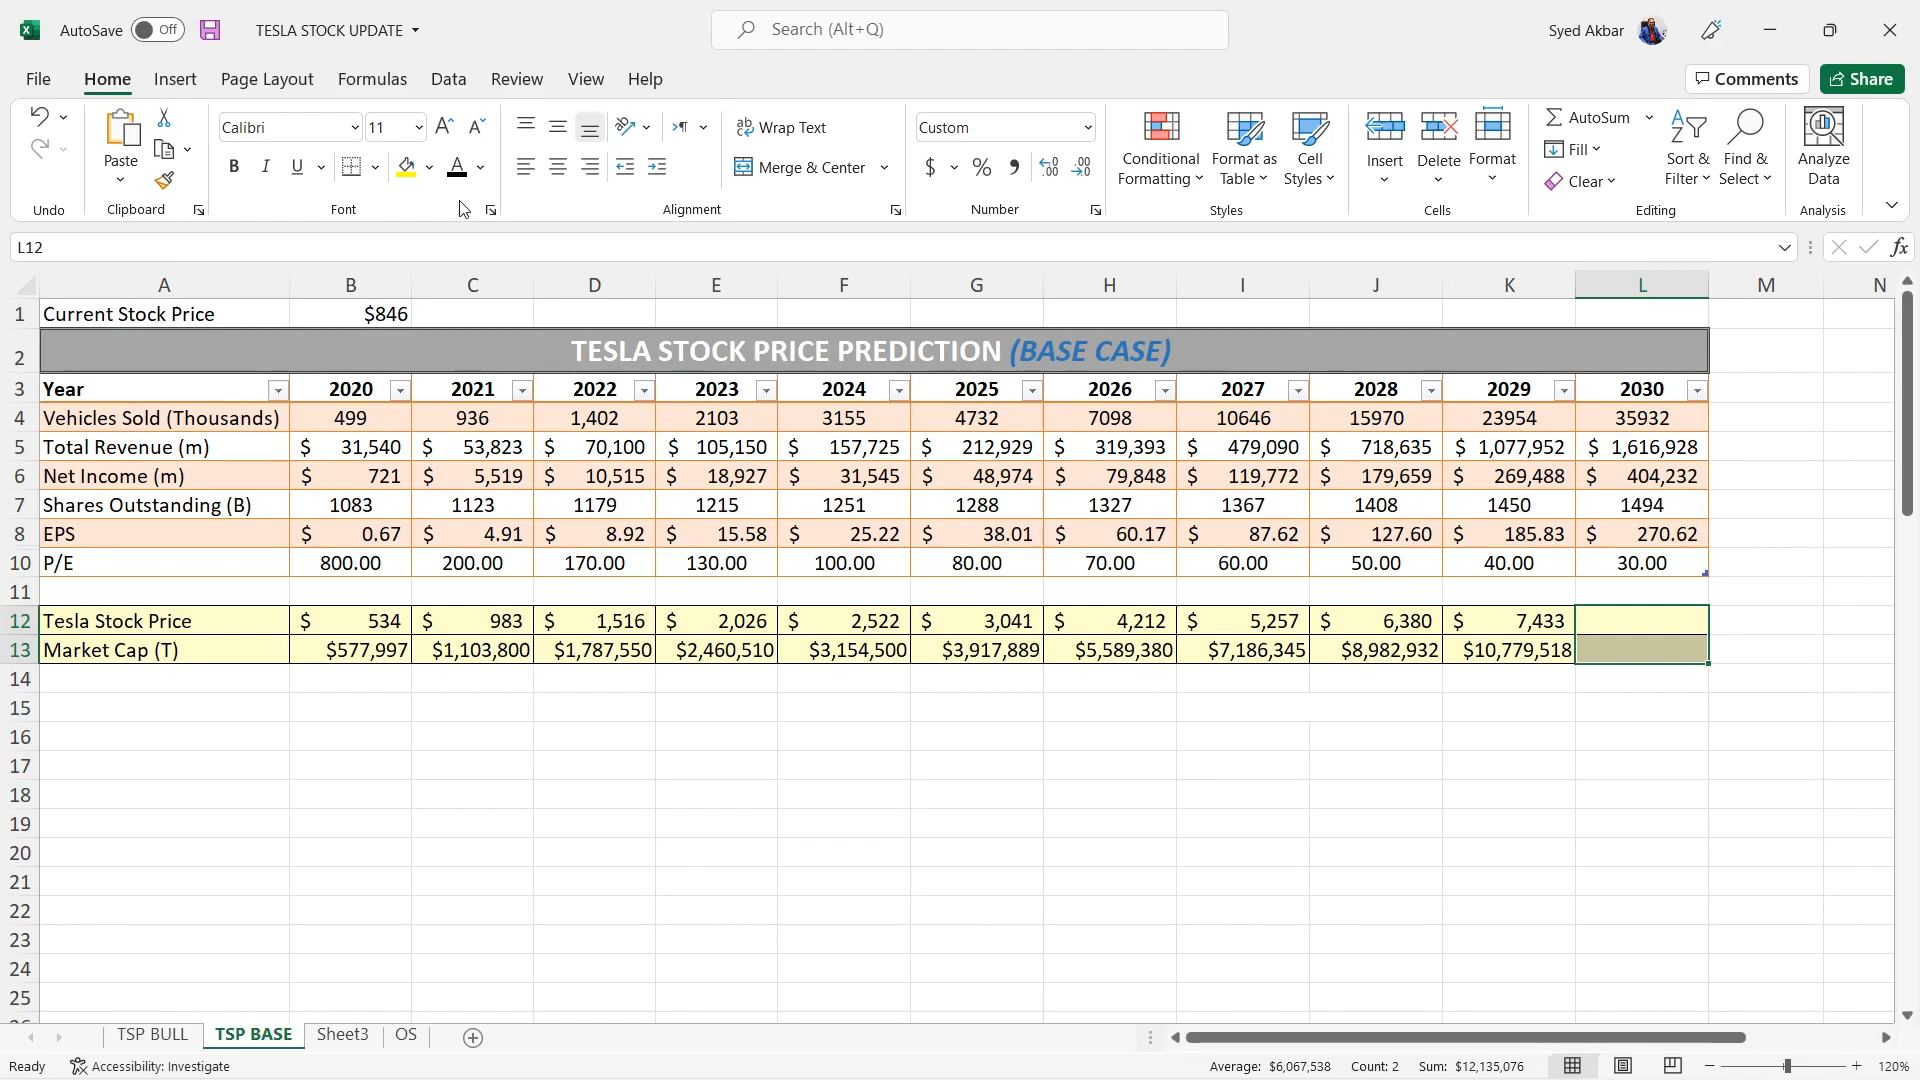 AutoSave Off TESLA STOCK UPDATE Search (Alt+Q) Syed Akbar
File Home Insert Page Layout Formulas Data Review View Help Comments Share
Paste Calibri 11 Wrap Text Custom AutoSum
B I U Merge & Center $ % Conditional Formatting Format as Table Cell Styles Insert Delete Format Fill Clear Sort & Filter Find & Select Analyze Data
Undo Clipboard Font Alignment Number Styles Cells Editing Analysis
L12 fx
A B C D E F G H I J K L M N
1 Current Stock Price $846
2 TESLA STOCK PRICE PREDICTION (BASE CASE)
3 Year 2020 2021 2022 2023 2024 2025 2026 2027 2028 2029 2030
4 Vehicles Sold (Thousands) 499 936 1,402 2103 3155 4732 7098 10646 15970 23954 35932
5 Total Revenue (m) $ 31,540 $ 53,823 $ 70,100 $ 105,150 $ 157,725 $ 212,929 $ 319,393 $ 479,090 $ 718,635 $ 1,077,952 $ 1,616,928
6 Net Income (m) $ 721 $ 5,519 $ 10,515 $ 18,927 $ 31,545 $ 48,974 $ 79,848 $ 119,772 $ 179,659 $ 269,488 $ 404,232
7 Shares Outstanding (B) 1083 1123 1179 1215 1251 1288 1327 1367 1408 1450 1494
8 EPS $ 0.67 $ 4.91 $ 8.92 $ 15.58 $ 25.22 $ 38.01 $ 60.17 $ 87.62 $ 127.60 $ 185.83 $ 270.62
10 P/E 800.00 200.00 170.00 130.00 100.00 80.00 70.00 60.00 50.00 40.00 30.00
11
12 Tesla Stock Price $ 534 $ 983 $ 1,516 $ 2,026 $ 2,522 $ 3,041 $ 4,212 $ 5,257 $ 6,380 $ 7,433
13 Market Cap (T) $577,997 $1,103,800 $1,787,550 $2,460,510 $3,154,500 $3,917,889 $5,589,380 $7,186,345 $8,982,932 $10,779,518
14
15
16
17
18
19
20
21
22
23
24
25
TSP BULL TSP BASE Sheet3 OS
Ready Accessibility: Investigate Average: $6,067,538 Count: 2 Sum: $12,135,076 120%